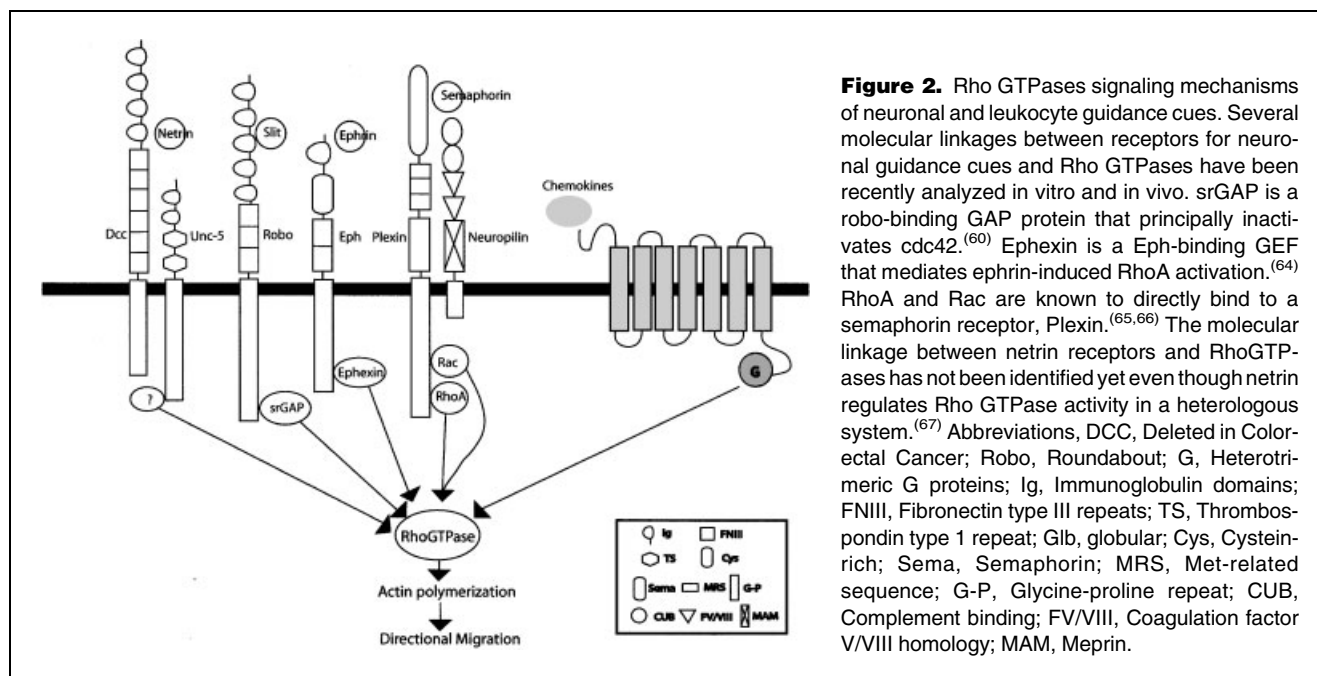 Netrin
Slit
Ephrin
Semaphorin
Dcc
Unc-5
Robo
Eph
Plexin
Neuropilin
Chemokines
?
srGAP
Ephexin
Rac
RhoA
G
RhoGTPase
Actin polymerization
Directional Migration
Ig
FNIII
TS
Cys
Sema
MRS
G-P
CUB
FV/VIII
MAM
Figure 2. Rho GTPases signaling mechanisms
of neuronal and leukocyte guidance cues. Several
molecular linkages between receptors for neuro-
nal guidance cues and Rho GTPases have been
recently analyzed in vitro and in vivo. srGAP is a
robo-binding GAP protein that principally inacti-
vates cdc42.(60) Ephexin is a Eph-binding GEF
that mediates ephrin-induced RhoA activation.(64)
RhoA and Rac are known to directly bind to a
semaphorin receptor, Plexin.(65,66) The molecular
linkage between netrin receptors and RhoGTP-
ases has not been identified yet even though netrin
regulates Rho GTPase activity in a heterologous
system.(67) Abbreviations, DCC, Deleted in Color-
ectal Cancer; Robo, Roundabout; G, Heterotri-
meric G proteins; Ig, Immunoglobulin domains;
FNIII, Fibronectin type III repeats; TS, Thrombos-
pondin type 1 repeat; Glb, globular; Cys, Cystein-
rich; Sema, Semaphorin; MRS, Met-related
sequence; G-P, Glycine-proline repeat; CUB,
Complement binding; FV/VIII, Coagulation factor
V/VIII homology; MAM, Meprin.